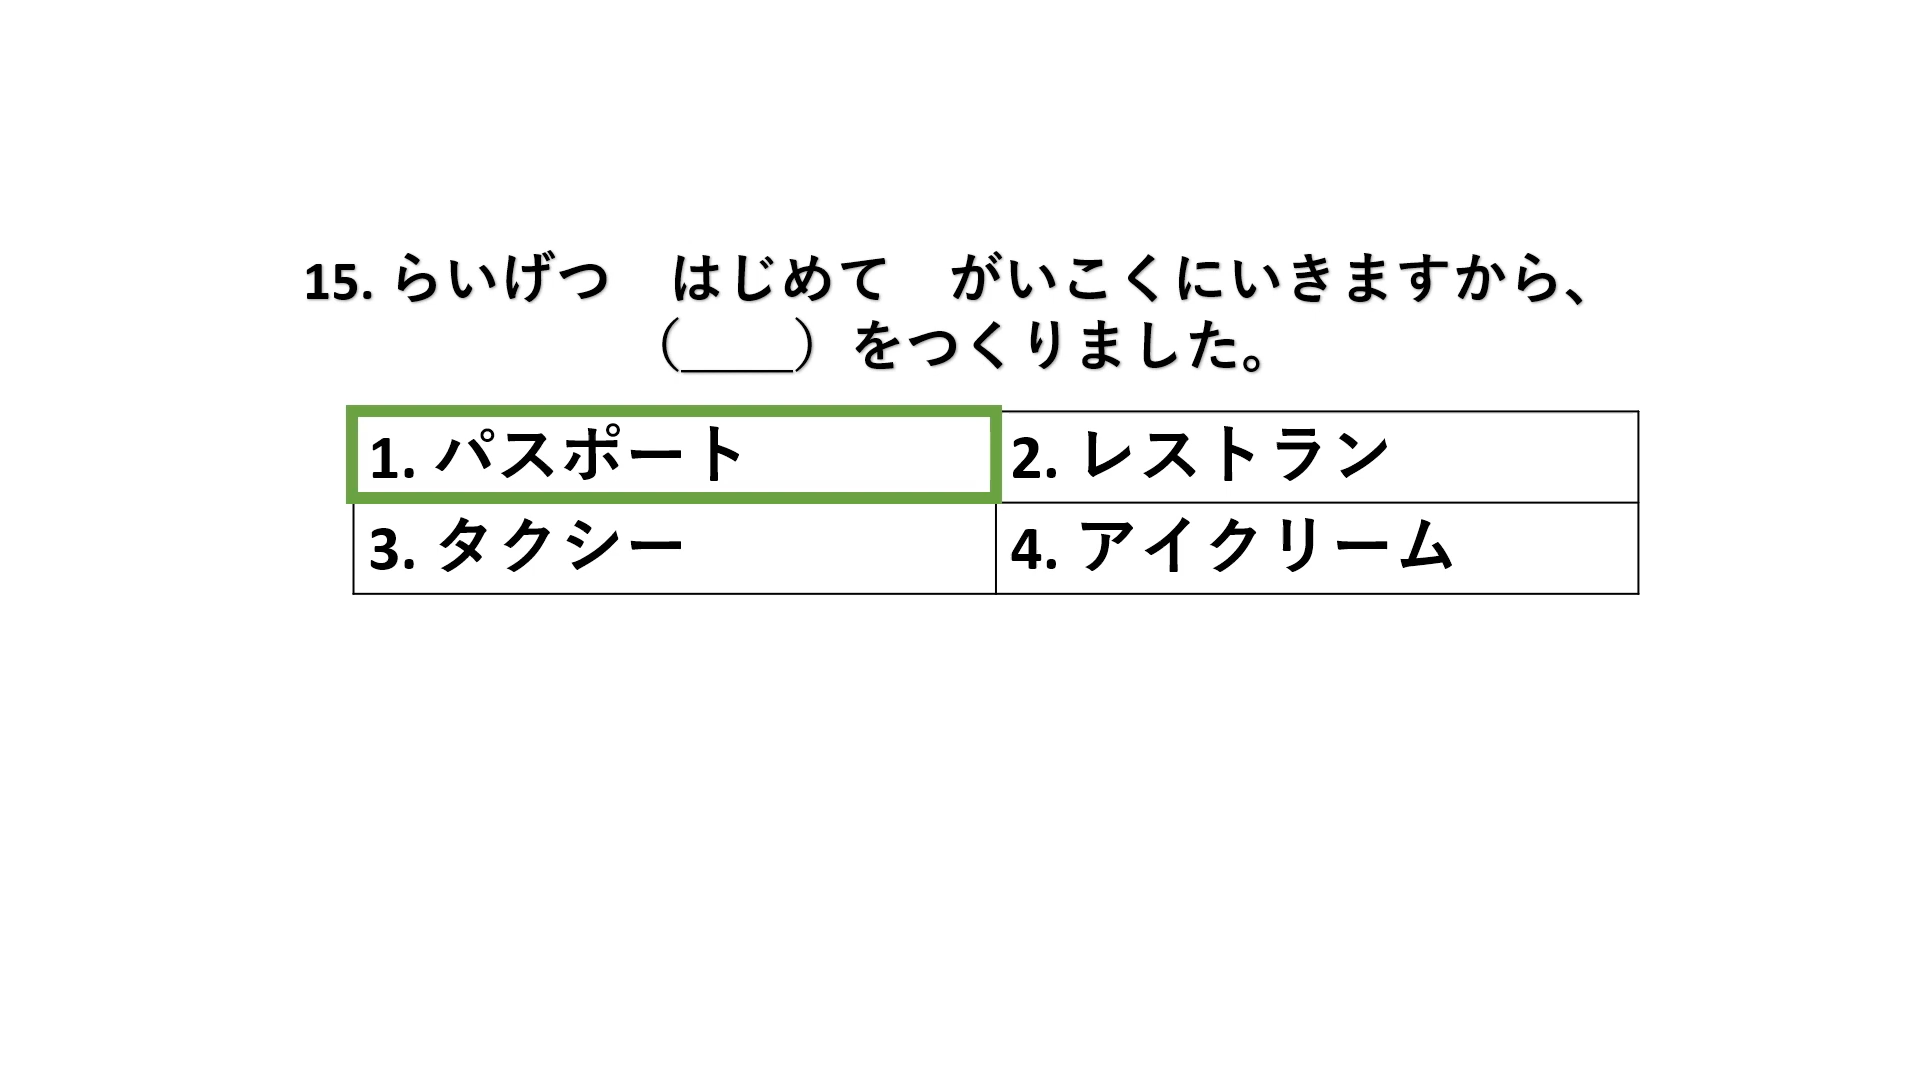 15. らいげつ　はじめて　がいこくにいきますから、
（____）をつくりました。
1. パスポート
2. レストラン
3. タクシー
4. アイクリーム